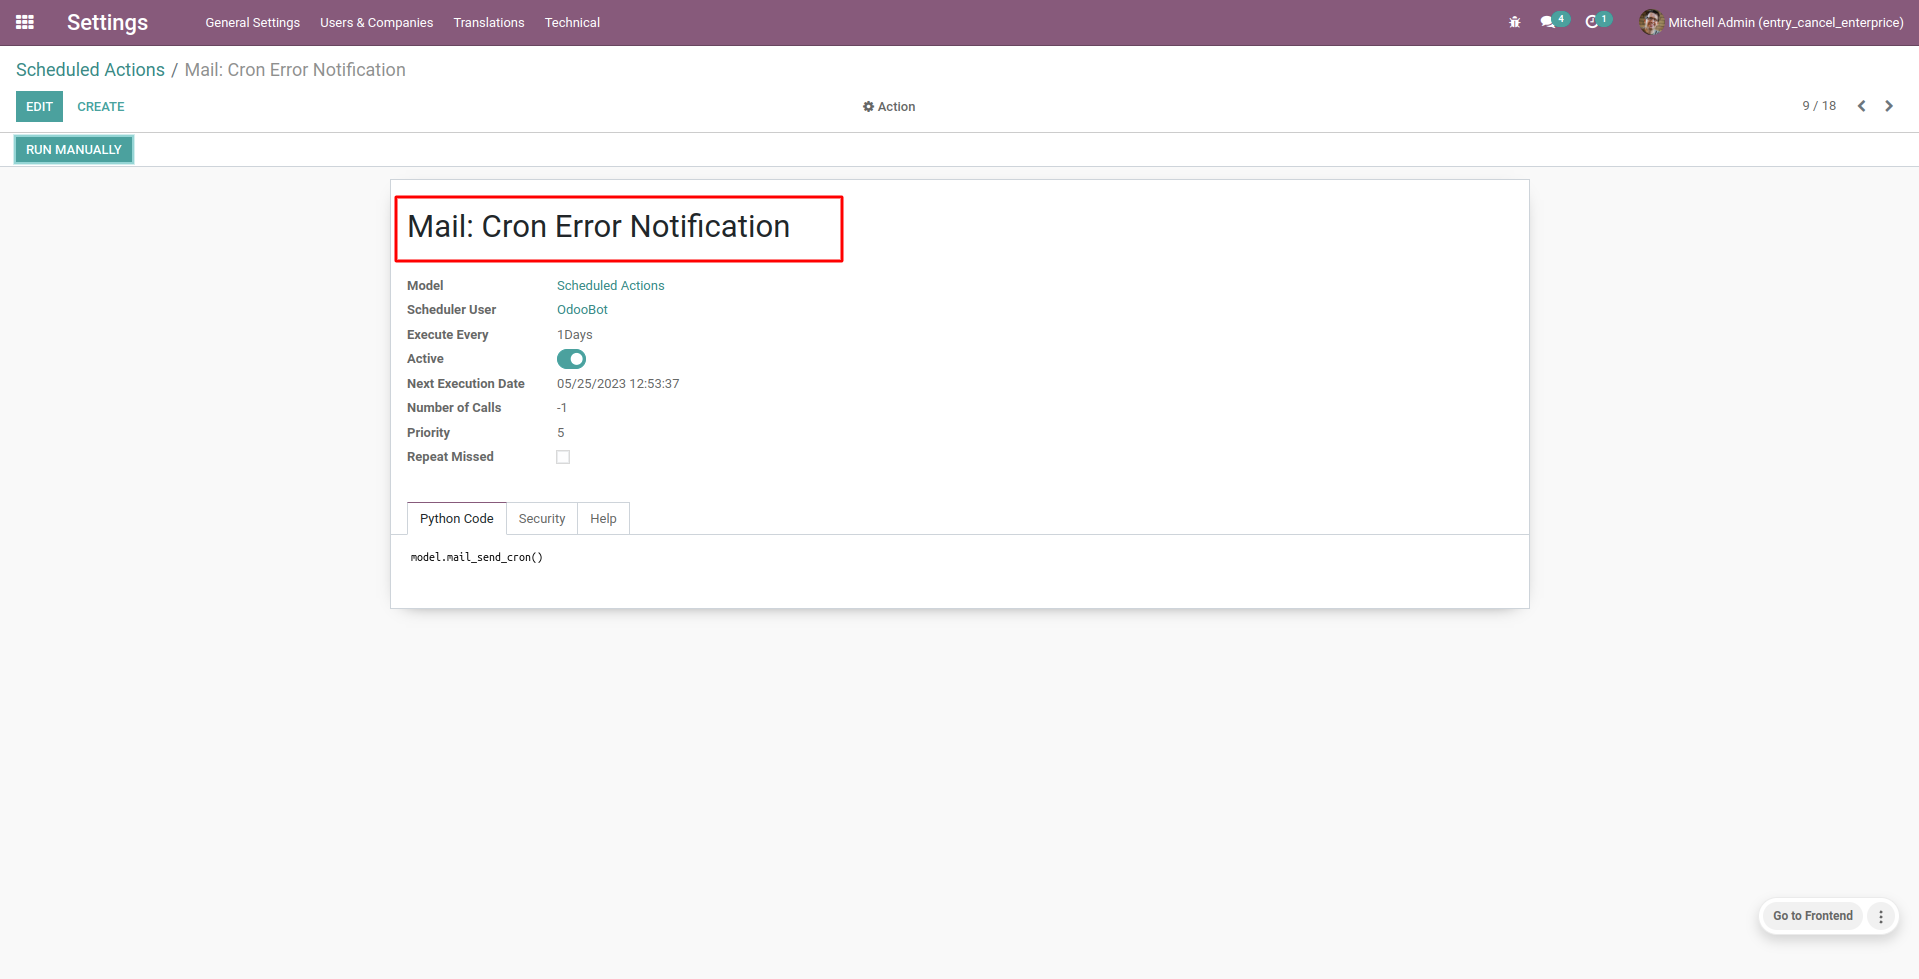 Settings General Settings Users & Companies Translations Technical 4 1 Mitchell Admin (entry_cancel_enterprice)
Scheduled Actions / Mail: Cron Error Notification
EDIT CREATE Action 9 / 18
RUN MANUALLY
Mail: Cron Error Notification
Model Scheduled Actions
Scheduler User OdooBot
Execute Every 1Days
Active
Next Execution Date 05/25/2023 12:53:37
Number of Calls -1
Priority 5
Repeat Missed
Python Code Security Help
model.mail_send_cron()
Go to Frontend